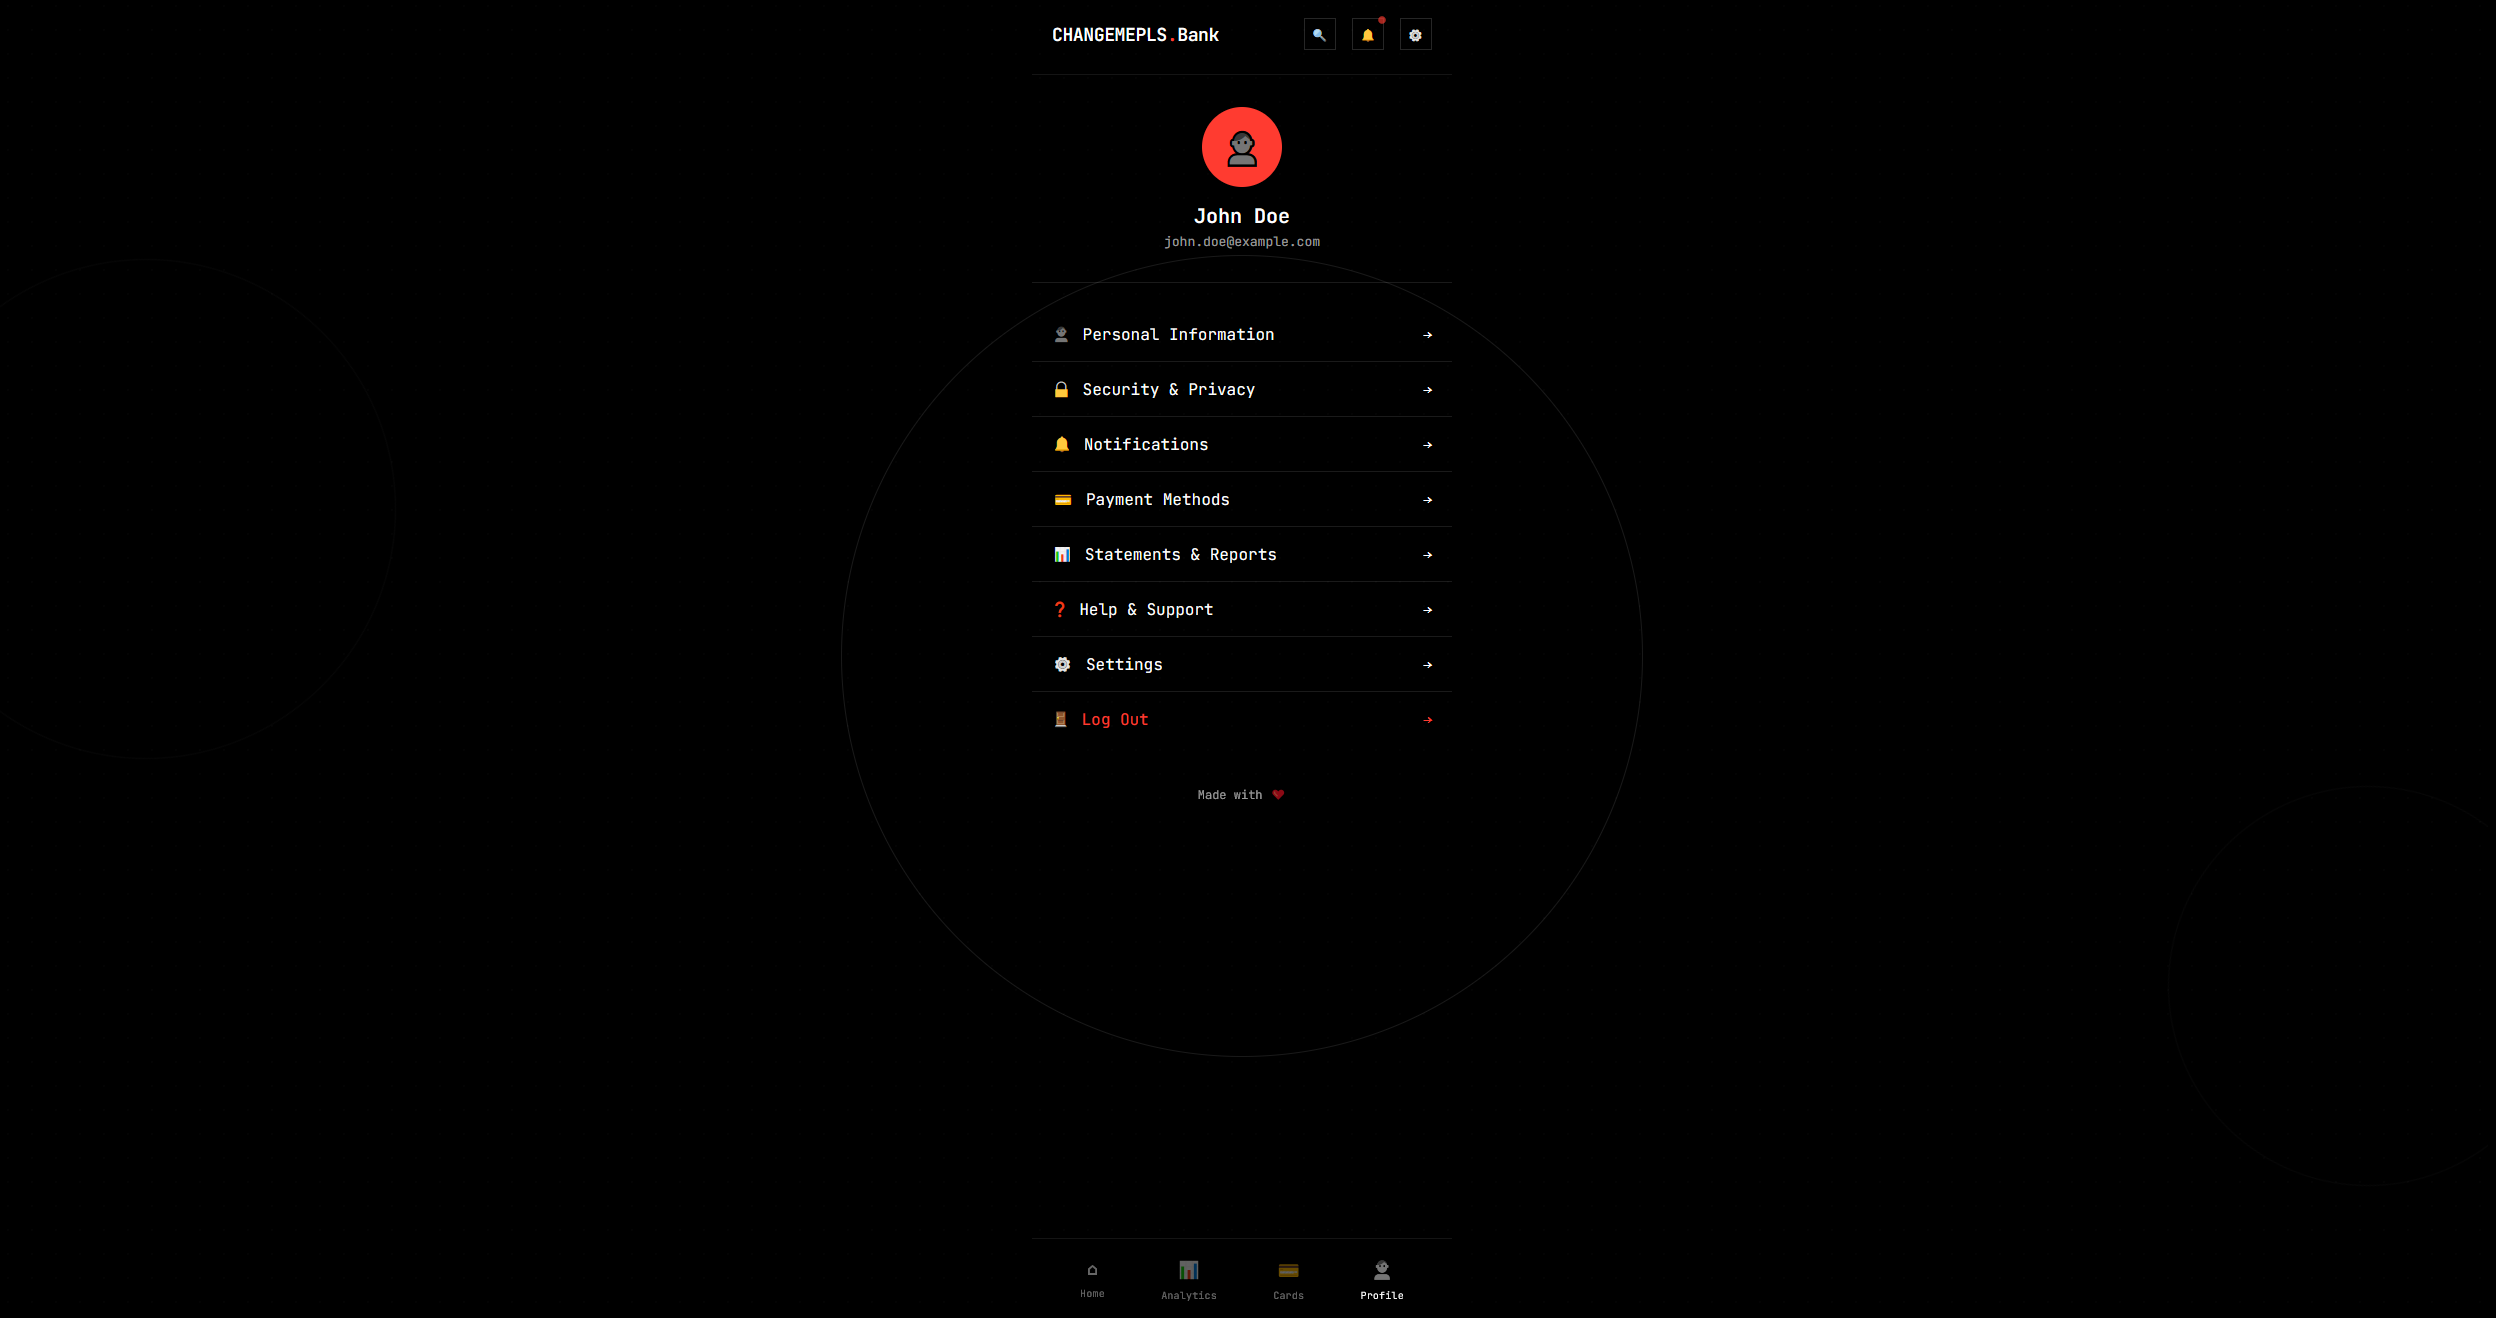 CHANGEMEPLS.Bank
John Doe
john.doe@example.com
Personal Information →
Security & Privacy →
Notifications →
Payment Methods →
Statements & Reports →
Help & Support →
Settings →
Log Out →
Made with ❤
Home Analytics Cards Profile